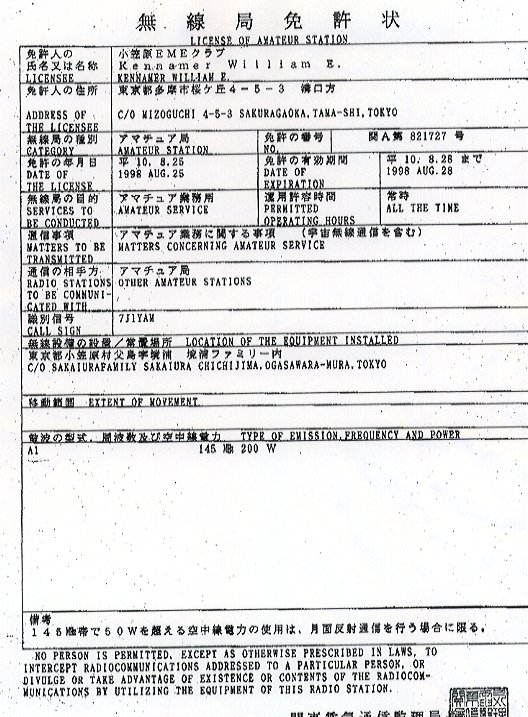 無線局免許状
LICENSE OF AMATEUR STATION
免許人の 小笠原EMEクラブ
氏名又は名称 Kennamer William E.
LICENSEE KENNAMER WILLIAM E.
免許人の住所 東京都多摩市桜ケ丘4-5-3 溝口方
ADDRESS OF C/O MIZOGUCHI 4-5-3 SAKURAGAOKA,TAMA-SHI,TOKYO
THE LICENSEE
無線局の種別 アマチュア局 免許の番号 関A第 821727 号
CATEGORY AMATEUR STATION NO.
免許の年月日 平 10. 8.25 免許の有効期間 平 10. 8.28 まで
DATE OF 1998 AUG.25 DATE OF 1998 AUG.28
THE LICENSE EXPIRATION
無線局の目的 アマチュア業務用 運用許容時間 常時
SERVICES TO AMATEUR SERVICE PERMITTED ALL THE TIME
BE CONDUCTED OPERATING HOURS
通信事項 アマチュア業務に関する事項 (宇宙無線通信を含む)
MATTERS TO BE MATTERS CONCERNING AMATEUR SERVICE
TRANSMITTED
通信の相手方 アマチュア局
RADIO STATIONS OTHER AMATEUR STATIONS
TO BE COMMUNI-
CATED WITH
識別信号 7J1YAM
CALL SIGN
無線設備の設置/常置場所 LOCATION OF THE EQUIPMENT INSTALLED
東京都小笠原村父島字境浦 境浦ファミリー内
C/O SAKAIURAFAMILY SAKAIURA CHICHIJIMA,OGASAWARA-MURA,TOKYO
移動範囲 EXTENT OF MOVEMENT
電波の型式、周波数及び空中線電力 TYPE OF EMISSION,FREQUENCY AND POWER
A1 145 ㎒ 200 W
備考
145㎒帯で50Wを超える空中線電力の使用は、月面反射通信を行う場合に限る。
NO PERSON IS PERMITTED, EXCEPT AS OTHERWISE PRESCRIBED IN LAWS, TO
INTERCEPT RADIOCOMMUNICATIONS ADDRESSED TO A PARTICULAR PERSON, OR
DIVULGE OR TAKE ADVANTAGE OF EXISTENCE OR CONTENTS OF THE RADIOCOM-
MUNICATIONS BY UTILIZING THE EQUIPMENT OF THIS RADIO STATION.
関東電気通信監理局